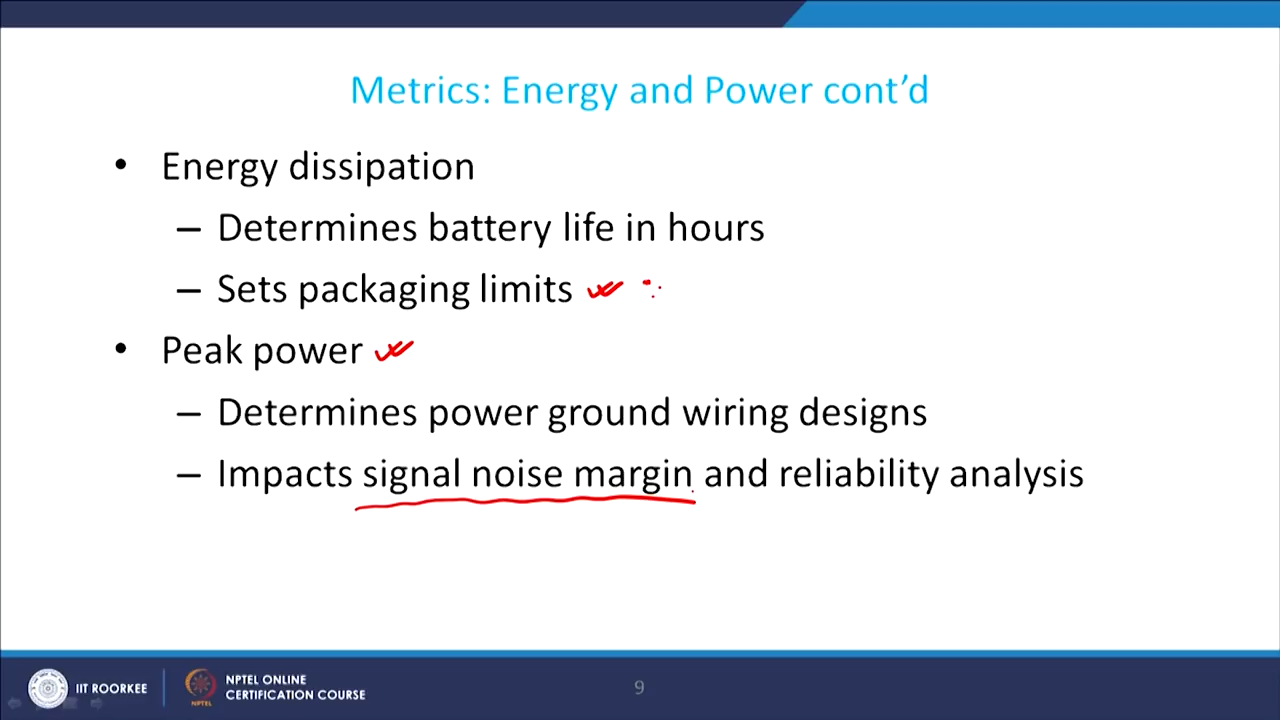 Metrics: Energy and Power cont’d
• Energy dissipation
– Determines battery life in hours
– Sets packaging limits
• Peak power
– Determines power ground wiring designs
– Impacts signal noise margin and reliability analysis
IIT ROORKEE
NPTEL
NPTEL ONLINE
CERTIFICATION COURSE
9